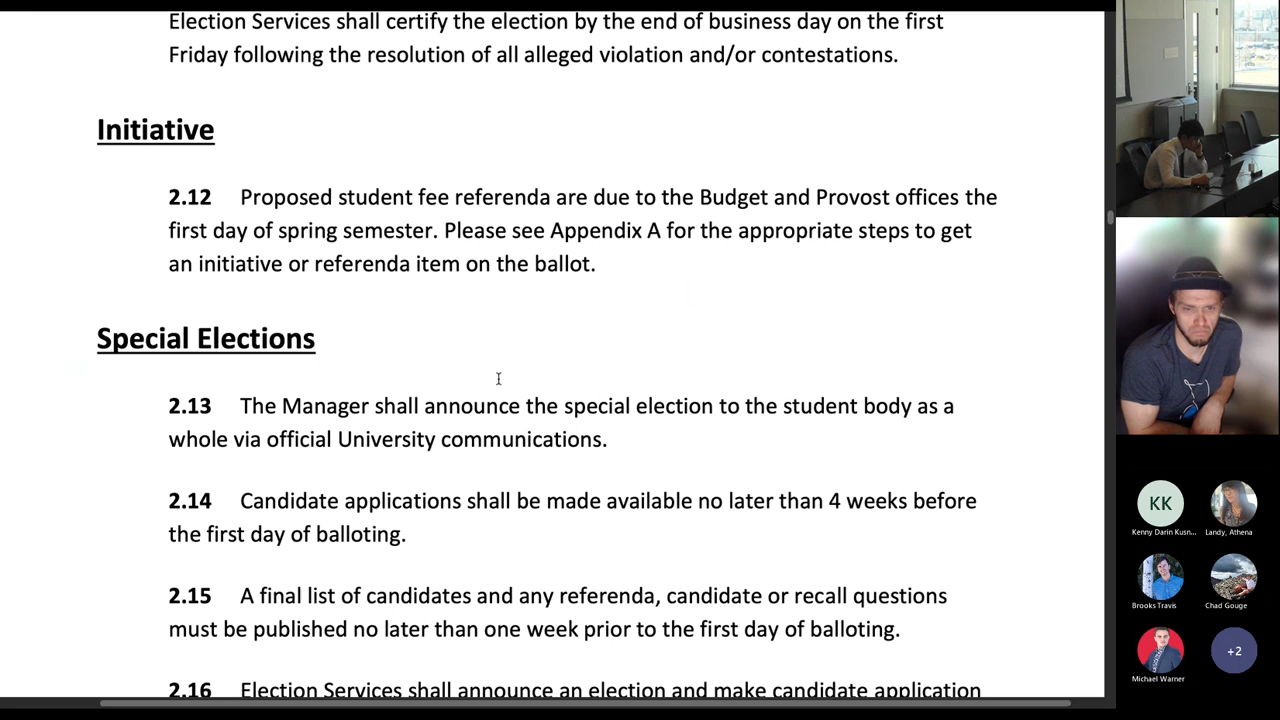 Election Services shall certify the election by the end of business day on the first
Friday following the resolution of all alleged violation and/or contestations.
Initiative
2.12 Proposed student fee referenda are due to the Budget and Provost offices the
first day of spring semester. Please see Appendix A for the appropriate steps to get
an initiative or referenda item on the ballot.
Special Elections
2.13 The Manager shall announce the special election to the student body as a
whole via official University communications.
2.14 Candidate applications shall be made available no later than 4 weeks before
the first day of balloting.
2.15 A final list of candidates and any referenda, candidate or recall questions
must be published no later than one week prior to the first day of balloting.
2.16 Election Services shall announce an election and make candidate application
KK
Kenny Darin Kusn...
Landy, Athena
Brooks Travis
Chad Gouge
Michael Warner
+2